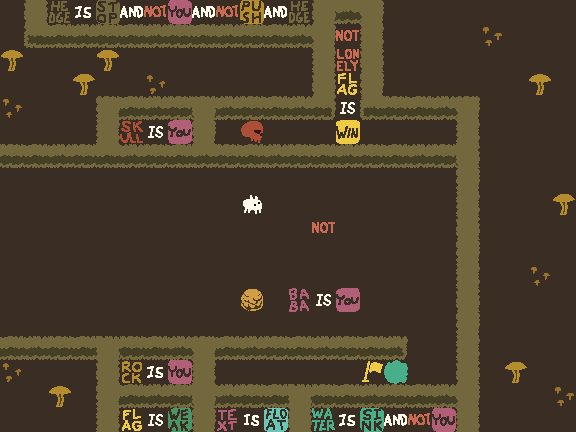 HEDGE IS STOP AND NOT YOU AND NOT PUSH AND HEDGE
NOT
LONELY
FLAG
IS
SKULL IS YOU
WIN
NOT
BABA IS YOU
ROCK IS YOU
FLAG IS WEAK
TEXT IS FLOAT
WATER IS SINK AND NOT YOU